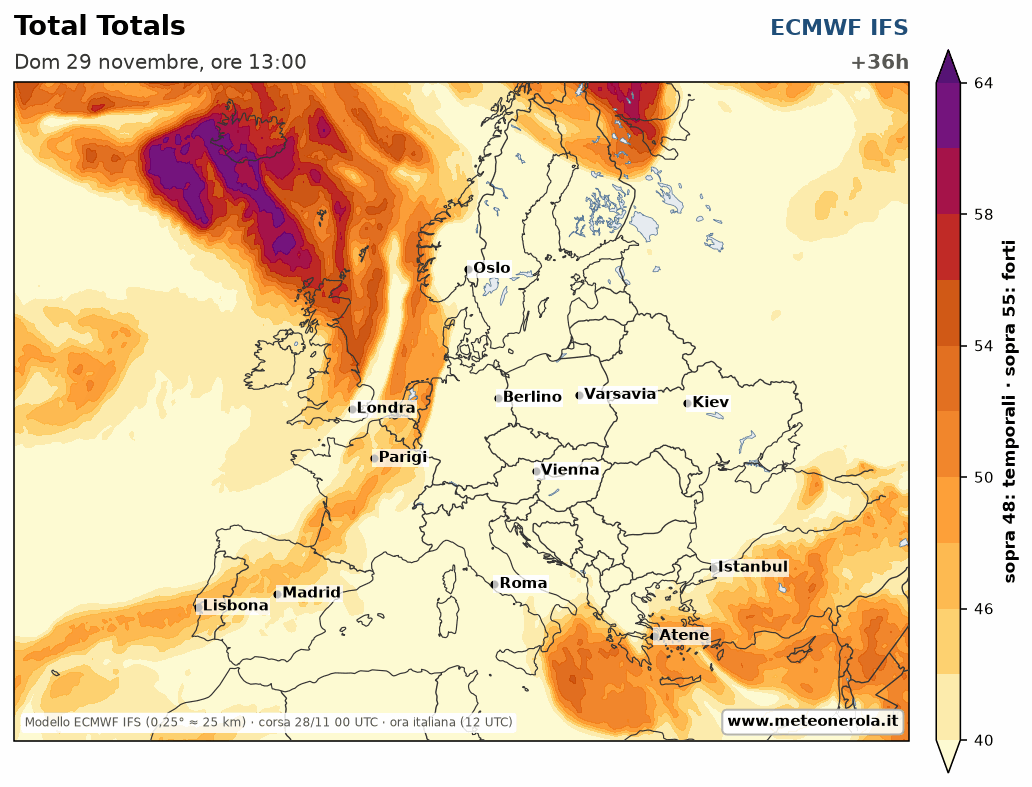 Total Totals
ECMWF IFS
Dom 29 novembre, ore 13:00
+36h
64
58
54
50
46
40
sopra 48: temporali · sopra 55: forti
Oslo
Berlino
Varsavia
Kiev
Londra
Parigi
Vienna
Istanbul
Roma
Madrid
Lisbona
Atene
Modello ECMWF IFS (0,25° ≈ 25 km) · corsa 28/11 00 UTC · ora italiana (12 UTC)
www.meteonerola.it